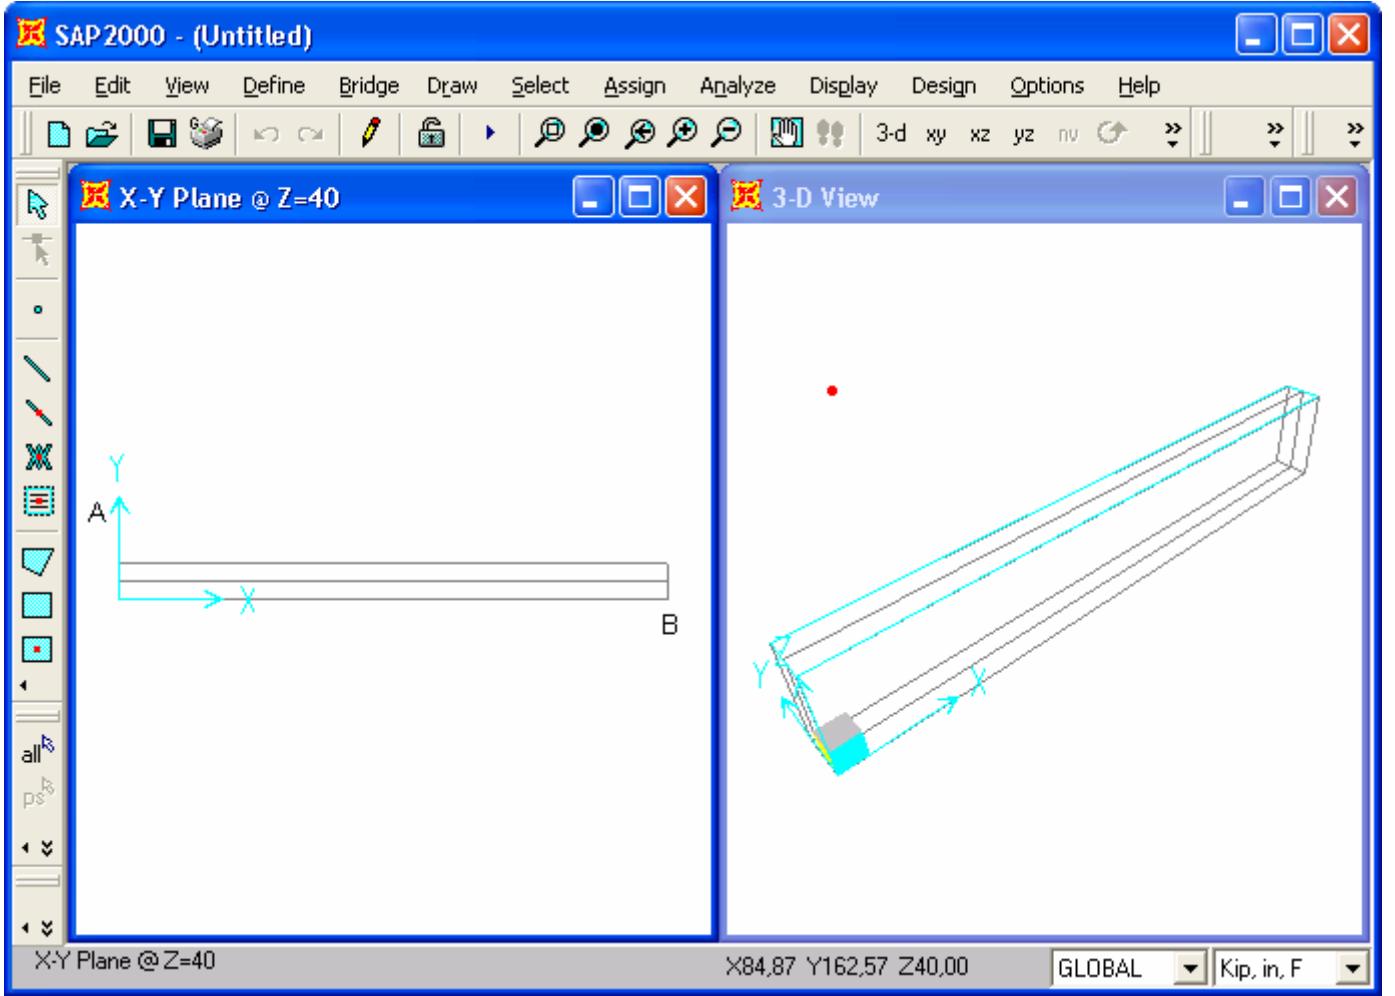 SAP2000 - (Untitled)
File Edit View Define Bridge Draw Select Assign Analyze Display Design Options Help
3-d xy xz yz nv
X-Y Plane @ Z=40
3-D View
Y
A
X
B
Z
Y
X
all
ps
X-Y Plane @ Z=40
X84,87 Y162,57 Z40,00
GLOBAL
Kip, in, F